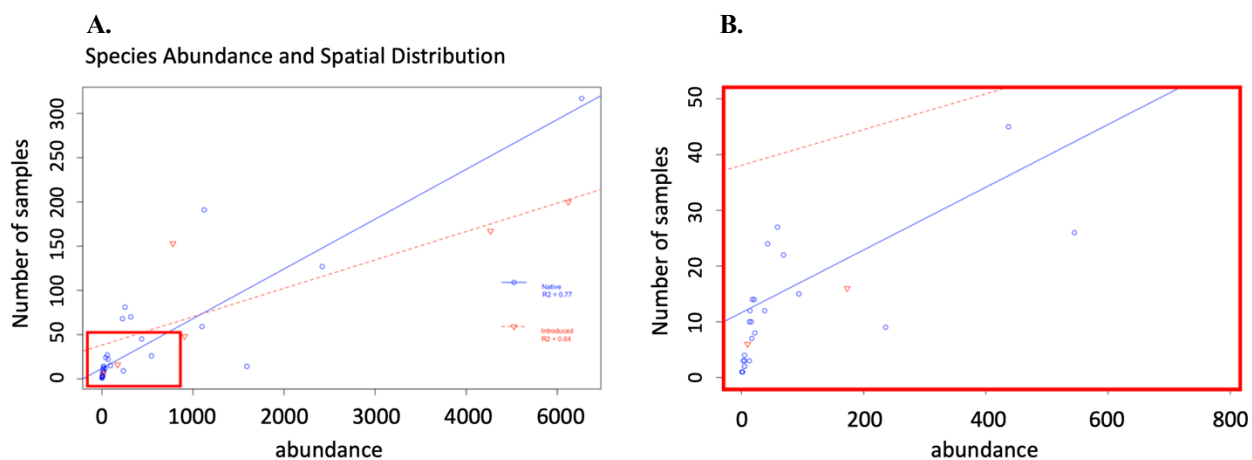 A.
B.
Species Abundance and Spatial Distribution
Number of samples
300
250
200
150
100
50
0
Native
R2 = 0.77
Introduced
R2 = 0.64
0
1000
2000
3000
4000
5000
6000
abundance
Number of samples
50
40
30
20
10
0
0
200
400
600
800
abundance